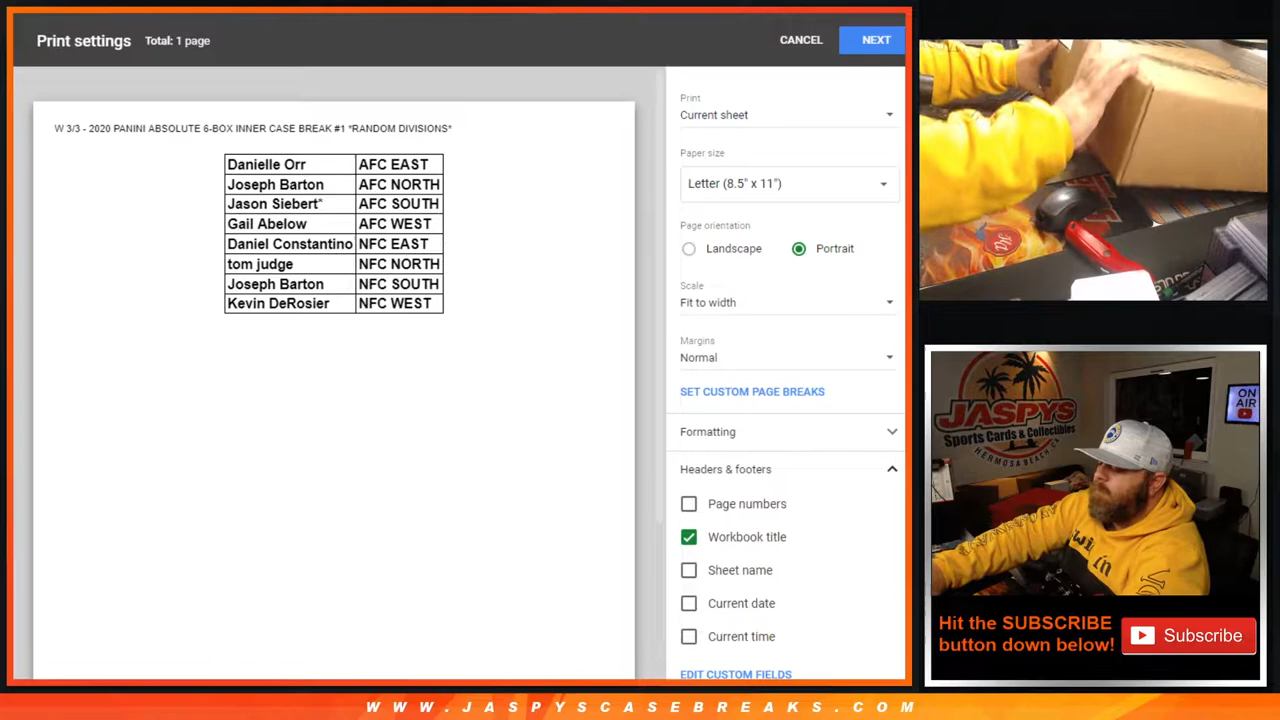 Print settings Total: 1 page CANCEL NEXT
W 3/3 - 2020 PANINI ABSOLUTE 6-BOX INNER CASE BREAK #1 *RANDOM DIVISIONS*
Danielle Orr AFC EAST
Joseph Barton AFC NORTH
Jason Siebert* AFC SOUTH
Gail Abelow AFC WEST
Daniel Constantino NFC EAST
tom judge NFC NORTH
Joseph Barton NFC SOUTH
Kevin DeRosier NFC WEST
Print
Current sheet
Paper size
Letter (8.5" x 11")
Page orientation
Landscape Portrait
Scale
Fit to width
Margins
Normal
SET CUSTOM PAGE BREAKS
Formatting
Headers & footers
Page numbers
Workbook title
Sheet name
Current date
Current time
EDIT CUSTOM FIELDS
JASPYS
Sports Cards & Collectibles
HERMOSA BEACH, CA
ON
AIR
Hit the SUBSCRIBE
button down below!
Subscribe
WWW.JASPYSCASEBREAKS.COM